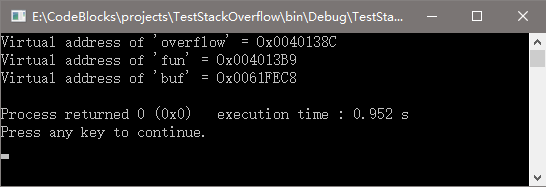 E:\CodeBlocks\projects\TestStackOverflow\bin\Debug\TestSta...
Virtual address of 'overflow' = 0x0040138C
Virtual address of 'fun' = 0x004013B9
Virtual address of 'buf' = 0x0061FEC8
Process returned 0 (0x0)   execution time : 0.952 s
Press any key to continue.